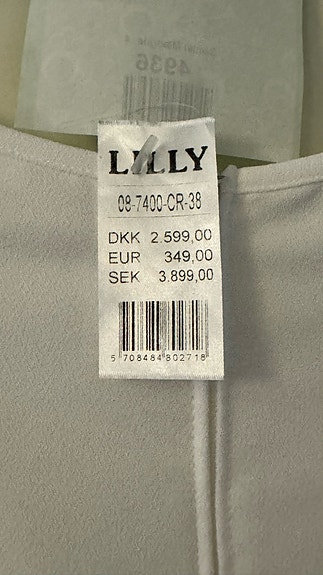 4936
LILLY
08-7400-CR-38
DKK 2.599,00
EUR 349,00
SEK 3.899,00
5 708484 802718